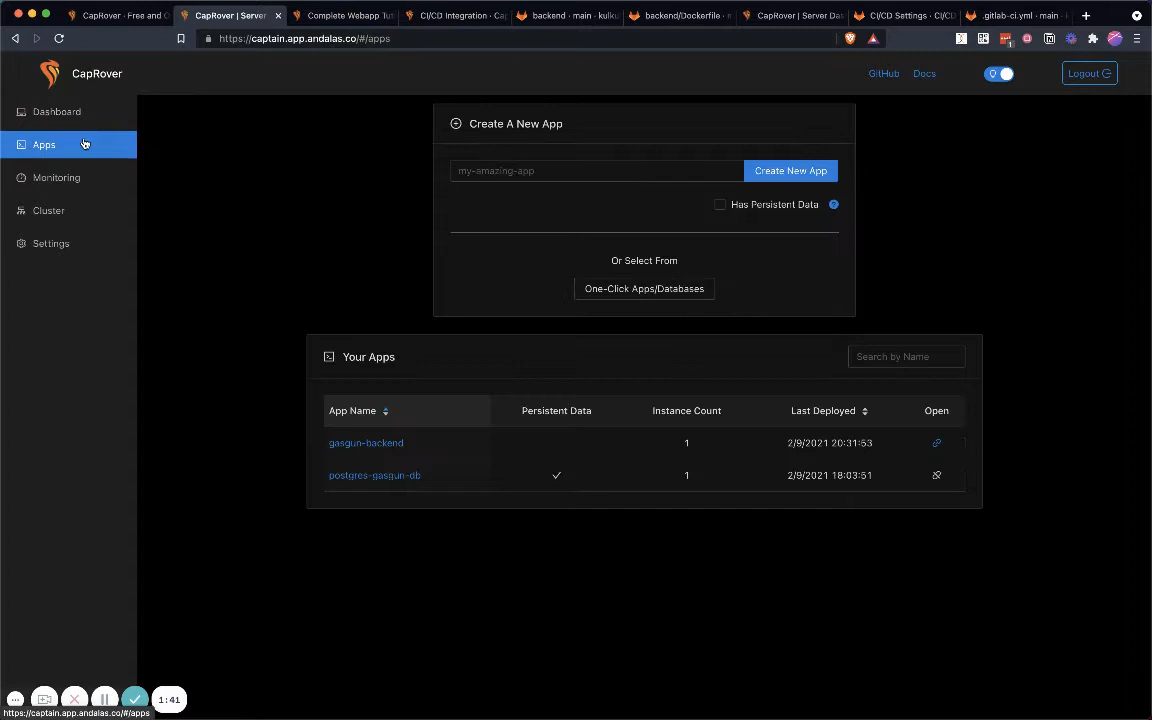 CapRover · Free and O
CapRover | Server
Complete Webapp Tut
CI/CD Integration · Cap
backend · main · kulku
backend/Dockerfile · m
CapRover | Server Das
CI/CD Settings · CI/CD
.gitlab-ci.yml · main ·
https://captain.app.andalas.co/#/apps
1
CapRover
GitHub
Docs
Logout
Dashboard
Apps
Monitoring
Cluster
Settings
Create A New App
my-amazing-app
Create New App
Has Persistent Data
Or Select From
One-Click Apps/Databases
Your Apps
Search by Name
App Name Persistent Data Instance Count Last Deployed Open
gasgun-backend 1 2/9/2021 20:31:53
postgres-gasgun-db 1 2/9/2021 18:03:51
1:41
https://captain.app.andalas.co/#/apps